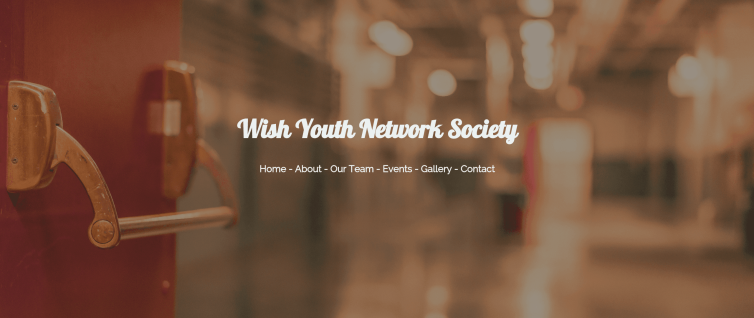 Wish Youth Network Society
Home - About - Our Team - Events - Gallery - Contact